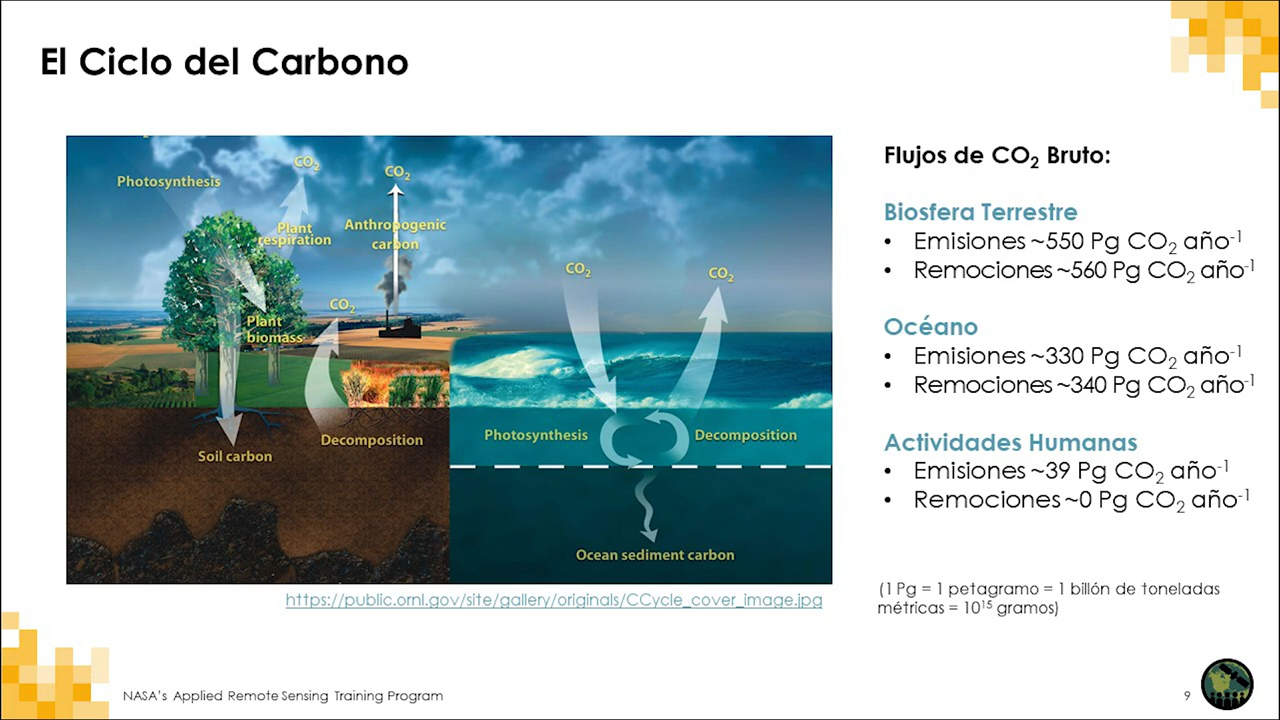 El Ciclo del Carbono
Photosynthesis
CO₂
CO₂
Plant
respiration
Anthropogenic
carbon
CO₂
CO₂
CO₂
Plant
biomass
Soil carbon
Decomposition
Photosynthesis
Decomposition
Ocean sediment carbon
https://public.ornl.gov/site/gallery/originals/CCycle_cover_image.jpg
Flujos de CO₂ Bruto:
Biosfera Terrestre
• Emisiones ~550 Pg CO₂ año⁻¹
• Remociones ~560 Pg CO₂ año⁻¹
Océano
• Emisiones ~330 Pg CO₂ año⁻¹
• Remociones ~340 Pg CO₂ año⁻¹
Actividades Humanas
• Emisiones ~39 Pg CO₂ año⁻¹
• Remociones ~0 Pg CO₂ año⁻¹
(1 Pg = 1 petagramo = 1 billón de toneladas
métricas = 10¹⁵ gramos)
NASA's Applied Remote Sensing Training Program
9